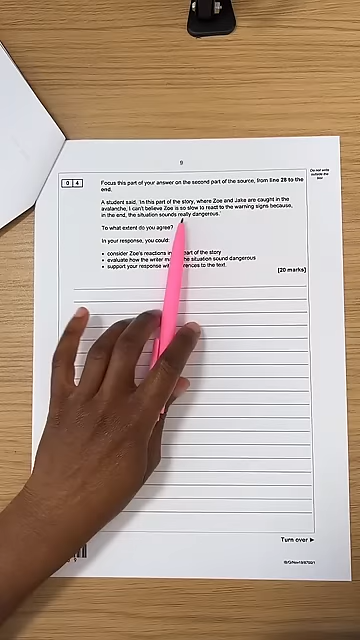 9
Do not write
outside the
box
0 4 Focus this part of your answer on the second part of the source, from line 28 to the
end.
A student said, 'In this part of the story, where Zoe and Jake are caught in the
avalanche, I can't believe Zoe is so slow to react to the warning signs because,
in the end, the situation sounds really dangerous.'
To what extent do you agree?
In your response, you could:
• consider Zoe's reactions in part of the story
• evaluate how the writer the situation sound dangerous
• support your response to the text.
[20 marks]
Turn over ►
IB/G/Nov19/8700/1